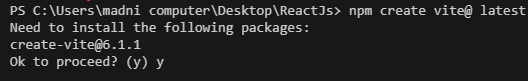 PS C:\Users\madni computer\Desktop\ReactJs> npm create vite@ latest
Need to install the following packages:
create-vite@6.1.1
Ok to proceed? (y) y